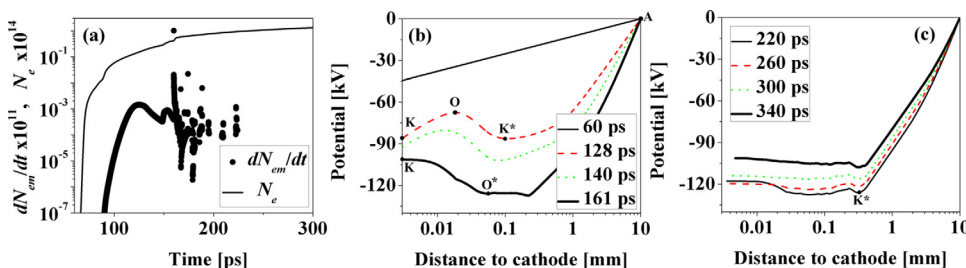 (a)
dN_em/dt x10^11 , N_e x10^14
10^-1
10^-3
10^-5
10^-7
dN_em/dt
N_e
100 200 300
Time [ps]
(b)
Potential [kV]
0
-30
-60
-90
-120
A
O
K
K*
K
O*
60 ps
128 ps
140 ps
161 ps
0.01 0.1 1 10
Distance to cathode [mm]
(c)
Potential [kV]
0
-30
-60
-90
-120
220 ps
260 ps
300 ps
340 ps
K*
0.01 0.1 1 10
Distance to cathode [mm]